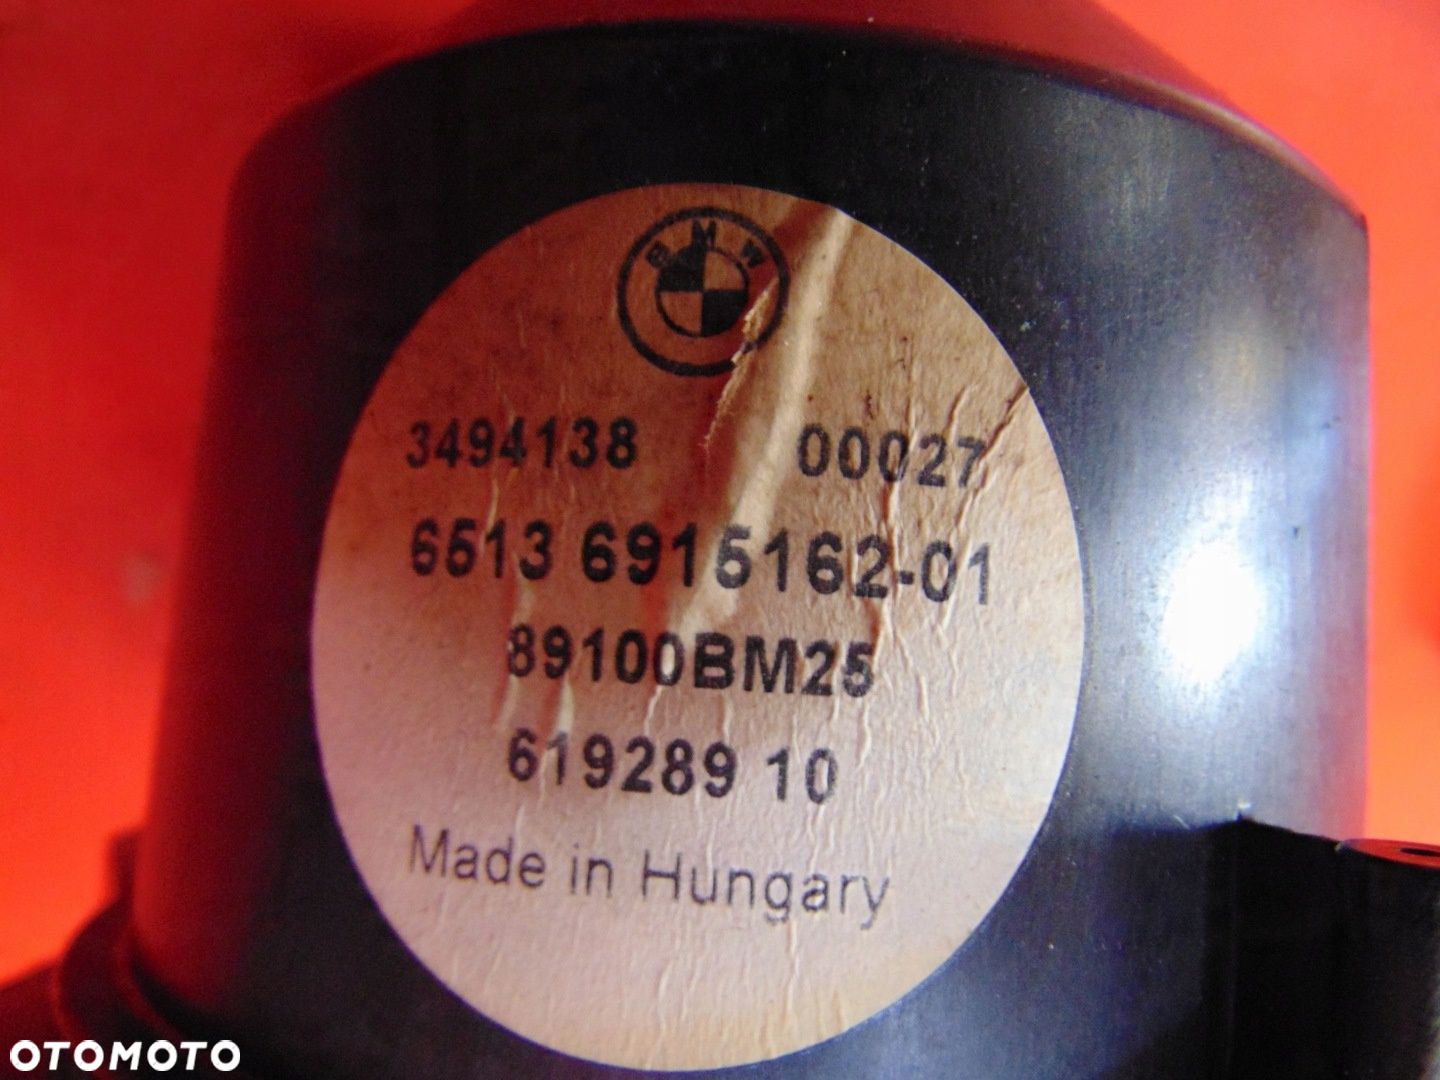 BMW
3494138 00027
6513 6915162-01
89100BM25
619289 10
Made in Hungary
OTOMOTO